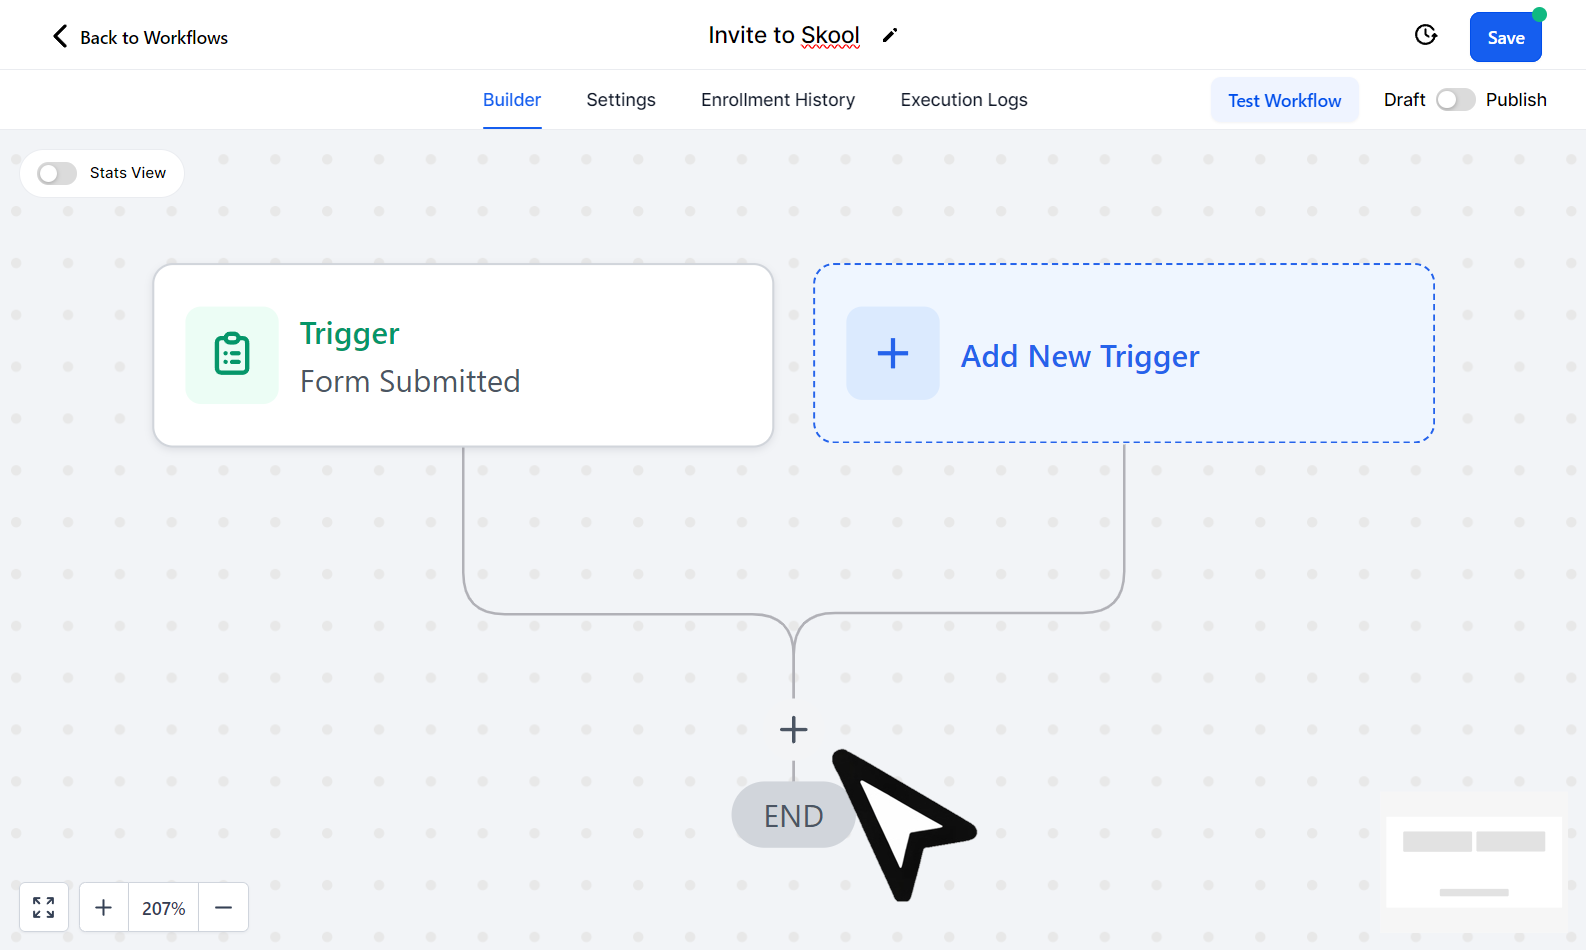 Back to Workflows
Invite to Skool
Save
Builder
Settings
Enrollment History
Execution Logs
Test Workflow
Draft
Publish
Stats View
Trigger
Form Submitted
Add New Trigger
END
207%